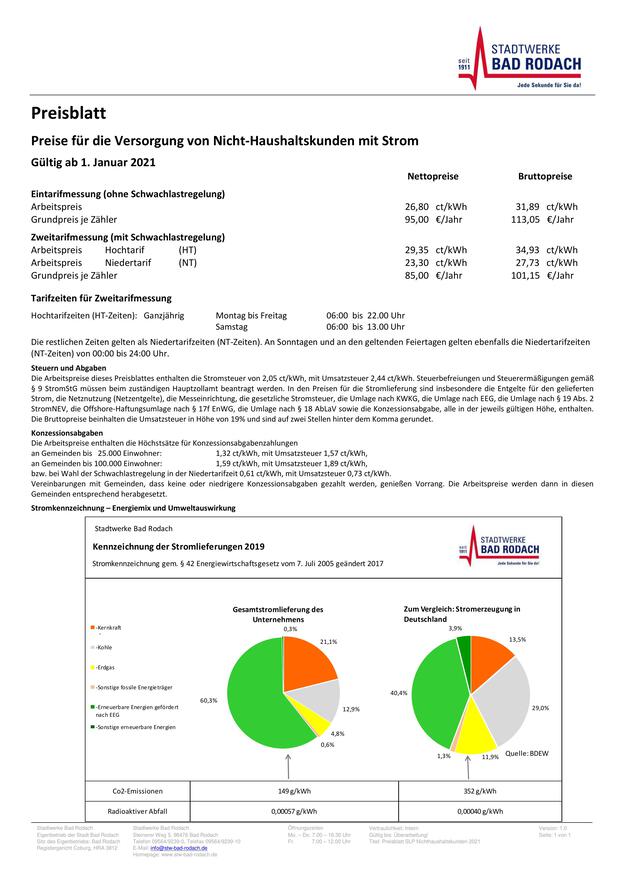 STADTWERKE
seit
1911
BAD RODACH
Jede Sekunde für Sie da!
Preisblatt
Preise für die Versorgung von Nicht-Haushaltskunden mit Strom
Gültig ab 1. Januar 2021
Nettopreise Bruttopreise
Eintarifmessung (ohne Schwachlastregelung)
Arbeitspreis 26,80 ct/kWh 31,89 ct/kWh
Grundpreis je Zähler 95,00 €/Jahr 113,05 €/Jahr
Zweitarifmessung (mit Schwachlastregelung)
Arbeitspreis Hochtarif (HT) 29,35 ct/kWh 34,93 ct/kWh
Arbeitspreis Niedertarif (NT) 23,30 ct/kWh 27,73 ct/kWh
Grundpreis je Zähler 85,00 €/Jahr 101,15 €/Jahr
Tarifzeiten für Zweitarifmessung
Hochtarifzeiten (HT-Zeiten): Ganzjährig Montag bis Freitag 06:00 bis 22.00 Uhr
Samstag 06:00 bis 13.00 Uhr
Die restlichen Zeiten gelten als Niedertarifzeiten (NT-Zeiten). An Sonntagen und an den geltenden Feiertagen gelten ebenfalls die Niedertarifzeiten
(NT-Zeiten) von 00:00 bis 24:00 Uhr.
Steuern und Abgaben
Die Arbeitspreise dieses Preisblattes enthalten die Stromsteuer von 2,05 ct/kWh, mit Umsatzsteuer 2,44 ct/kWh. Steuerbefreiungen und Steuerermäßigungen gemäß
§ 9 StromStG müssen beim zuständigen Hauptzollamt beantragt werden. In den Preisen für die Stromlieferung sind insbesondere die Entgelte für den gelieferten
Strom, die Netznutzung (Netzentgelte), die Messeinrichtung, die gesetzliche Stromsteuer, die Umlage nach KWKG, die Umlage nach EEG, die Umlage nach § 19 Abs. 2
StromNEV, die Offshore-Haftungsumlage nach § 17f EnWG, die Umlage nach § 18 AbLaV sowie die Konzessionsabgabe, alle in der jeweils gültigen Höhe, enthalten.
Die Bruttopreise beinhalten die Umsatzsteuer in Höhe von 19% und sind auf zwei Stellen hinter dem Komma gerundet.
Konzessionsabgaben
Die Arbeitspreise enthalten die Höchstsätze für Konzessionsabgabenzahlungen
an Gemeinden bis 25.000 Einwohner: 1,32 ct/kWh, mit Umsatzsteuer 1,57 ct/kWh,
an Gemeinden bis 100.000 Einwohner: 1,59 ct/kWh, mit Umsatzsteuer 1,89 ct/kWh,
bzw. bei Wahl der Schwachlastregelung in der Niedertarifzeit 0,61 ct/kWh, mit Umsatzsteuer 0,73 ct/kWh.
Vereinbarungen mit Gemeinden, dass keine oder niedrigere Konzessionsabgaben gezahlt werden, genießen Vorrang. Die Arbeitspreise werden dann in diesen
Gemeinden entsprechend herabgesetzt.
Stromkennzeichnung – Energiemix und Umweltauswirkung
Stadtwerke Bad Rodach
Kennzeichnung der Stromlieferungen 2019
Stromkennzeichnung gem. § 42 Energiewirtschaftsgesetz vom 7. Juli 2005 geändert 2017
STADTWERKE
seit
1911
BAD RODACH
Jede Sekunde für Sie da!
-Kernkraft
-Kohle
-Erdgas
-Sonstige fossile Energieträger
-Erneuerbare Energien gefördert
nach EEG
-Sonstige erneuerbare Energien
Gesamtstromlieferung des
Unternehmens
0,3%
21,1%
12,9%
4,8%
0,6%
60,3%
Zum Vergleich: Stromerzeugung in
Deutschland
3,9%
13,5%
29,0%
11,9%
1,3%
40,4%
Quelle: BDEW
Co2-Emissionen 149 g/kWh 352 g/kWh
Radioaktiver Abfall 0,00057 g/kWh 0,00040 g/kWh
Stadtwerke Bad Rodach
Eigenbetrieb der Stadt Bad Rodach
Sitz des Eigenbetriebs: Bad Rodach
Registergericht Coburg, HRA 3812
Stadtwerke Bad Rodach
Steinerer Weg 5, 96476 Bad Rodach
Telefon 09564/9239-0, Telefax 09564/9239-10
E-Mail info@stw-bad-rodach.de
Homepage: www.stw-bad-rodach.de
Öffnungszeiten
Mo. – Do. 7.00 – 16.30 Uhr
Fr. 7.00 – 12.00 Uhr
Vertraulichkeit: Intern
Gültig bis: Überarbeitung/
Titel: Preisblatt SLP Nichthaushaltskunden 2021
Version: 1.0
Seite: 1 von 1